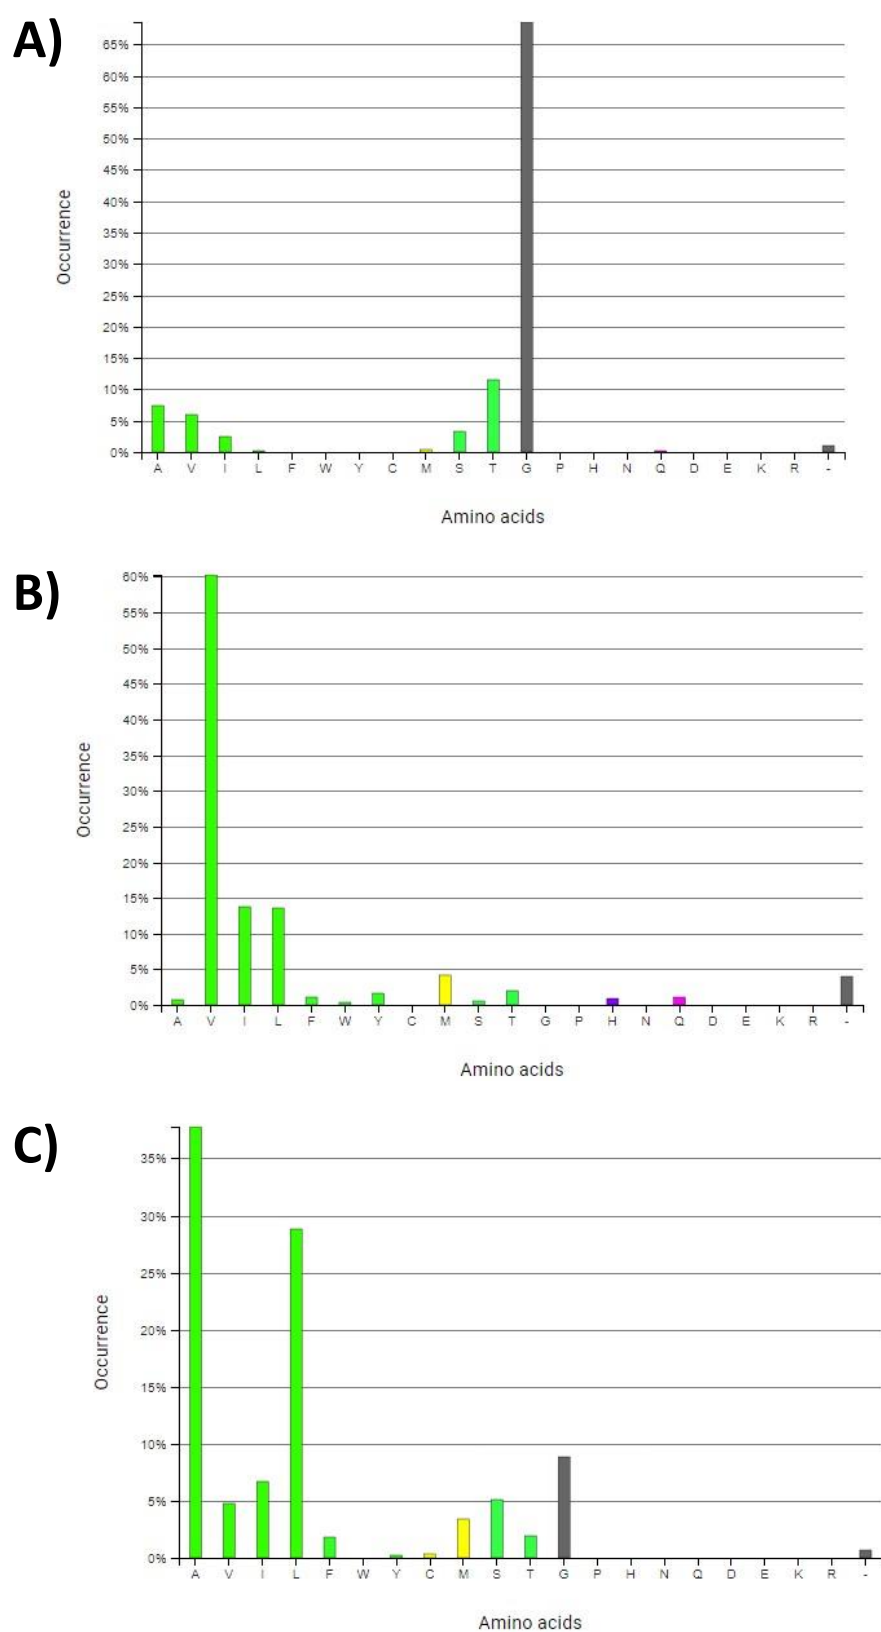 A)
65%
60%
55%
50%
45%
40%
35%
30%
25%
20%
15%
10%
5%
0%
Occurrence
A V I L F W Y C M S T G P H N Q D E K R -
Amino acids
B)
60%
55%
50%
45%
40%
35%
30%
25%
20%
15%
10%
5%
0%
Occurrence
A V I L F W Y C M S T G P H N Q D E K R -
Amino acids
C)
35%
30%
25%
20%
15%
10%
5%
0%
Occurrence
A V I L F W Y C M S T G P H N Q D E K R -
Amino acids